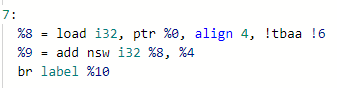 7:
%8 = load i32, ptr %0, align 4, !tbaa !6
%9 = add nsw i32 %8, %4
br label %10